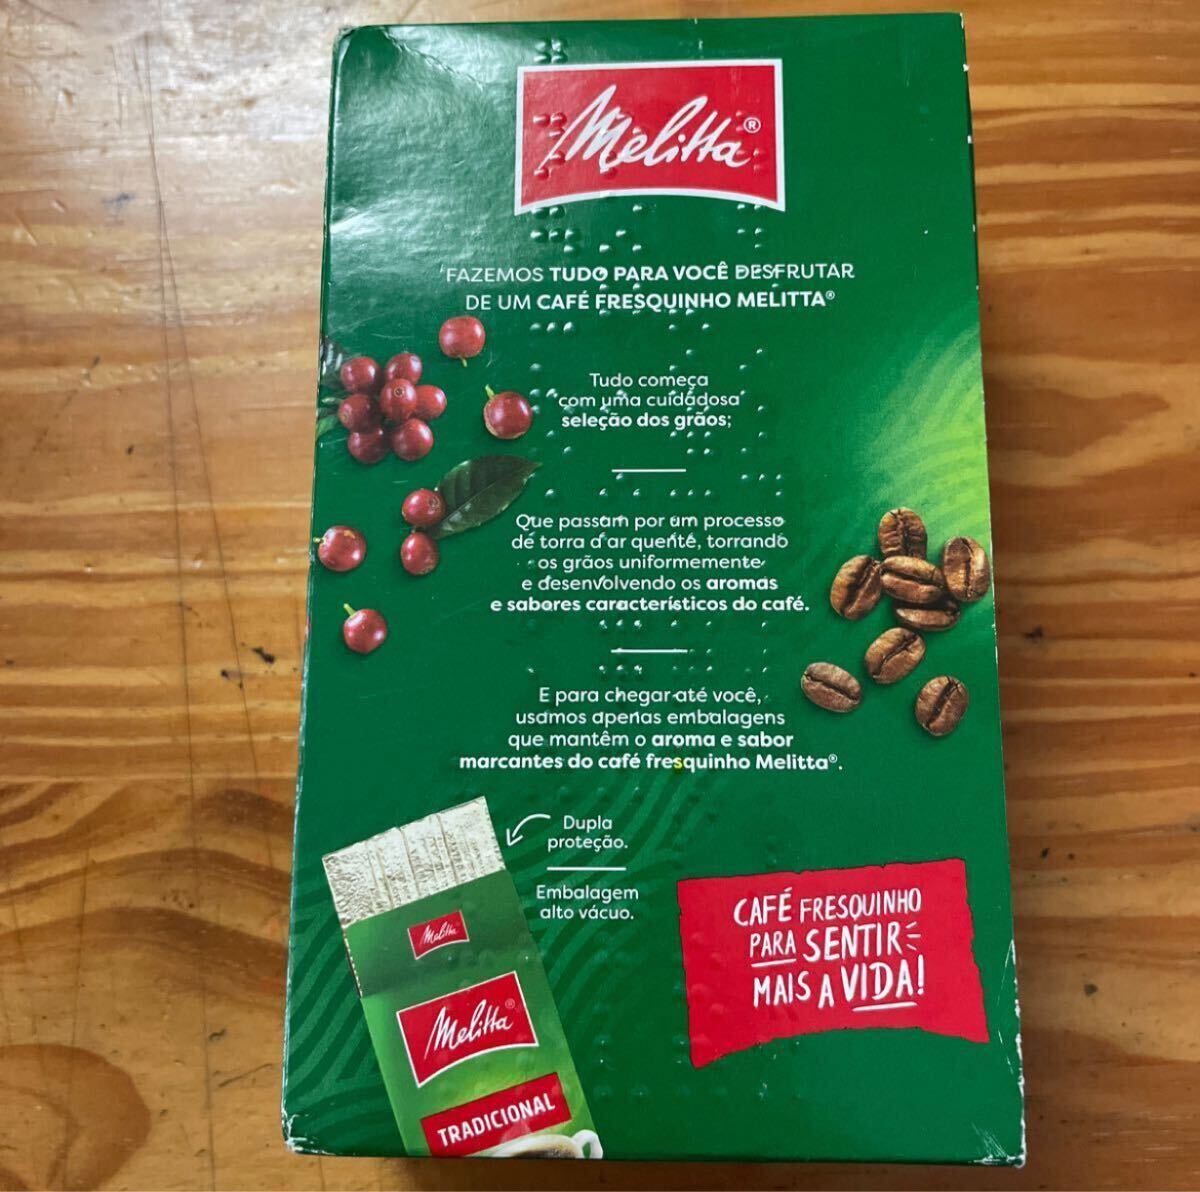 Melitta®
FAZEMOS TUDO PARA VOCÊ DESFRUTAR
DE UM CAFÉ FRESQUINHO MELITTA®
Tudo começa
com uma cuidadosa
seleção dos grãos;
Que passam por um processo
de torra a ar quente, torrando
os grãos uniformemente
e desenvolvendo os aromas
e sabores característicos do café.
E para chegar até você,
usamos apenas embalagens
que mantêm o aroma e sabor
marcantes do café fresquinho Melitta®.
Dupla
proteção.
Embalagem
alto vácuo.
Melitta
Melitta®
TRADICIONAL
CAFÉ FRESQUINHO
PARA SENTIR
MAIS A VIDA!